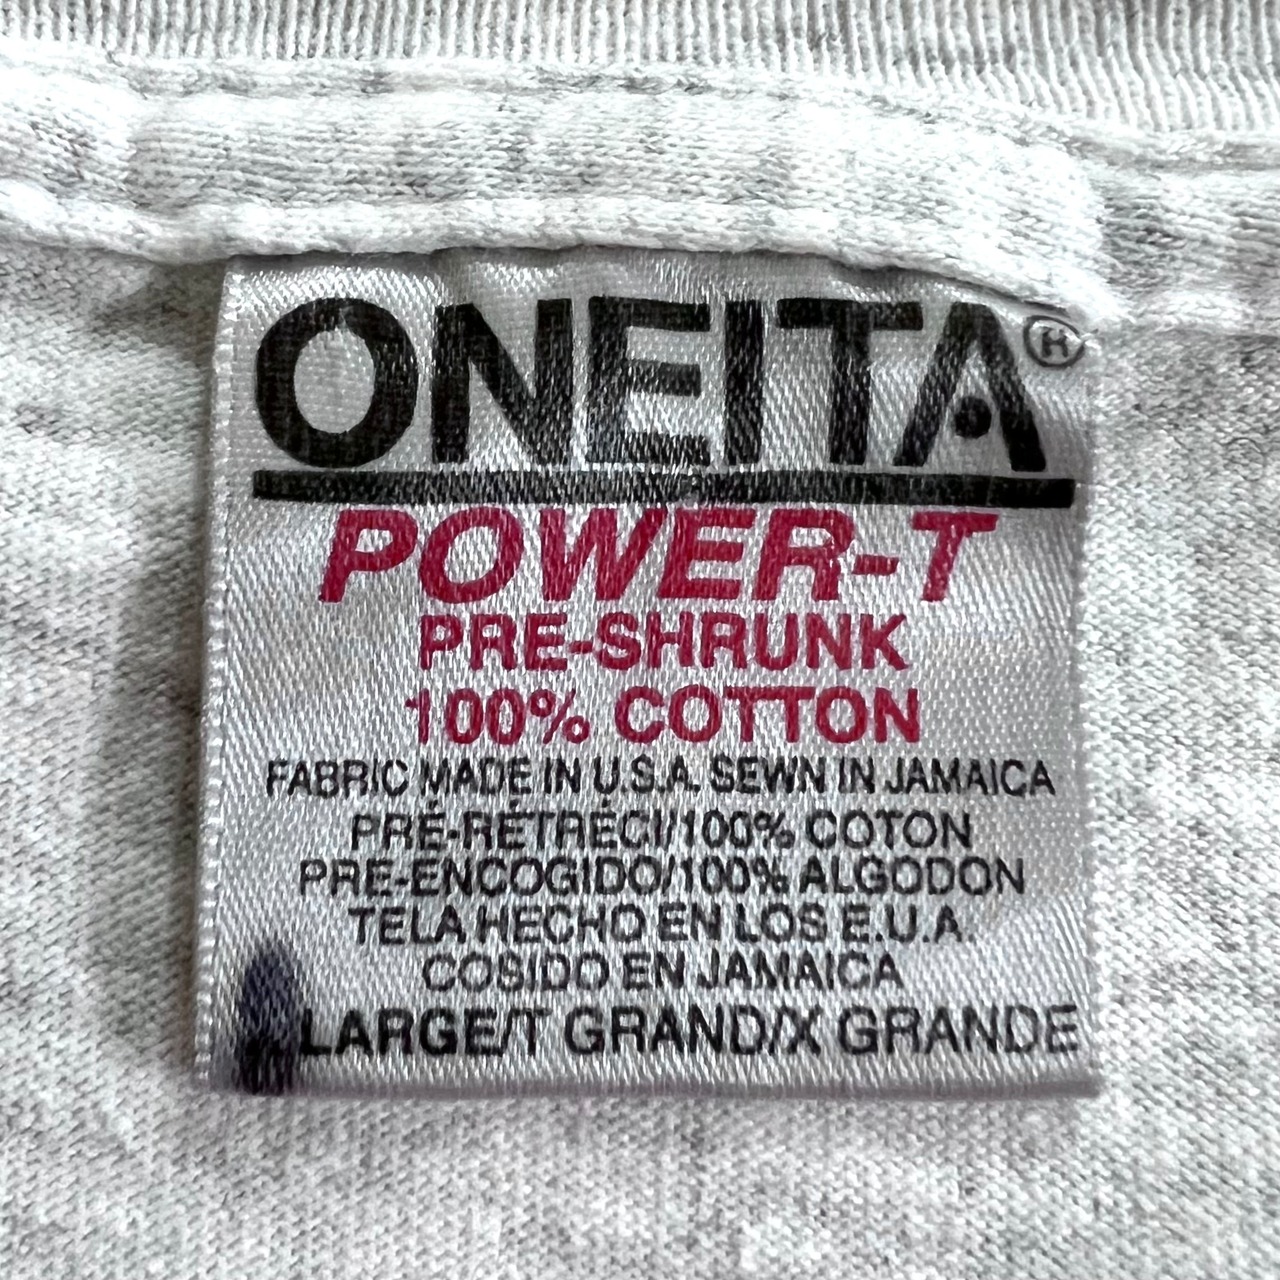 ONEITA®
POWER-T
PRE-SHRUNK
100% COTTON
FABRIC MADE IN U.S.A. SEWN IN JAMAICA
PRÉ-RÉTRÉCI/100% COTON
PRE-ENCOGIDO/100% ALGODON
TELA HECHO EN LOS E.U.A.
COSIDO EN JAMAICA
LARGE/T GRAND/X GRANDE